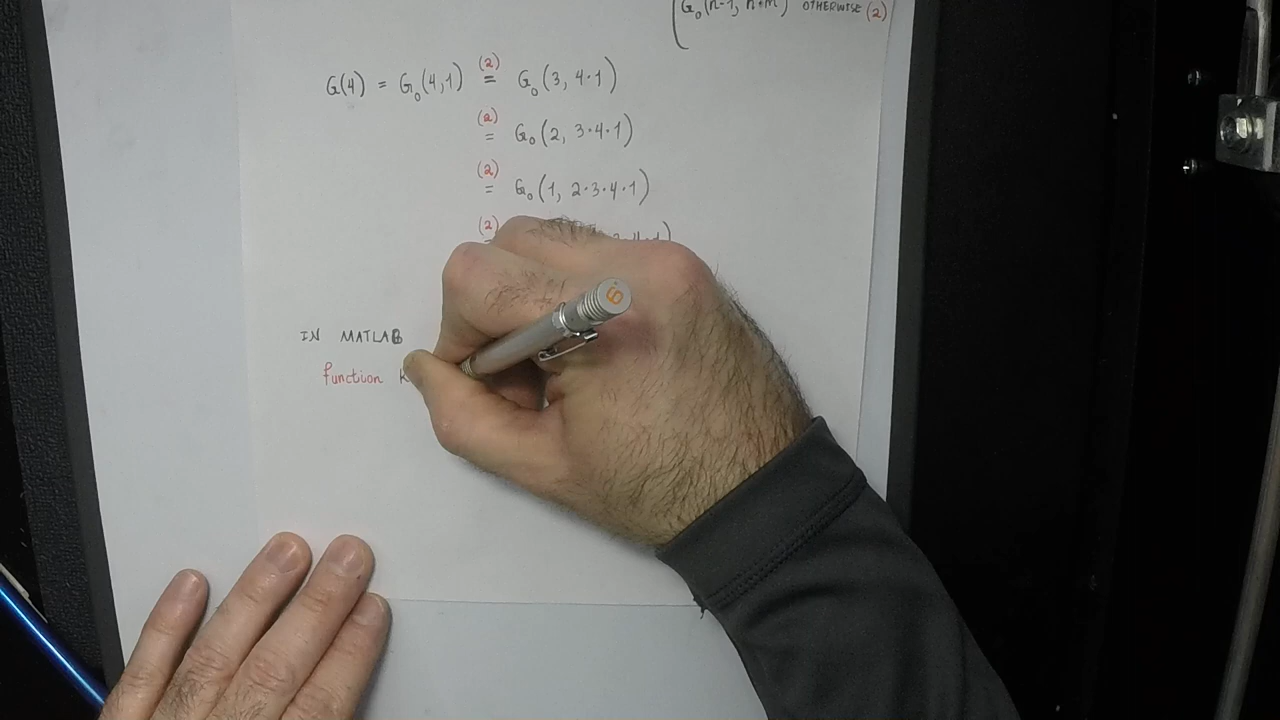 G₀(n-1, n*m) OTHERWISE (2)
G(4) = G₀(4,1) (2) = G₀(3, 4·1)
(2) = G₀(2, 3·4·1)
(2) = G₀(1, 2·3·4·1)
(2)
IN MATLAB
function